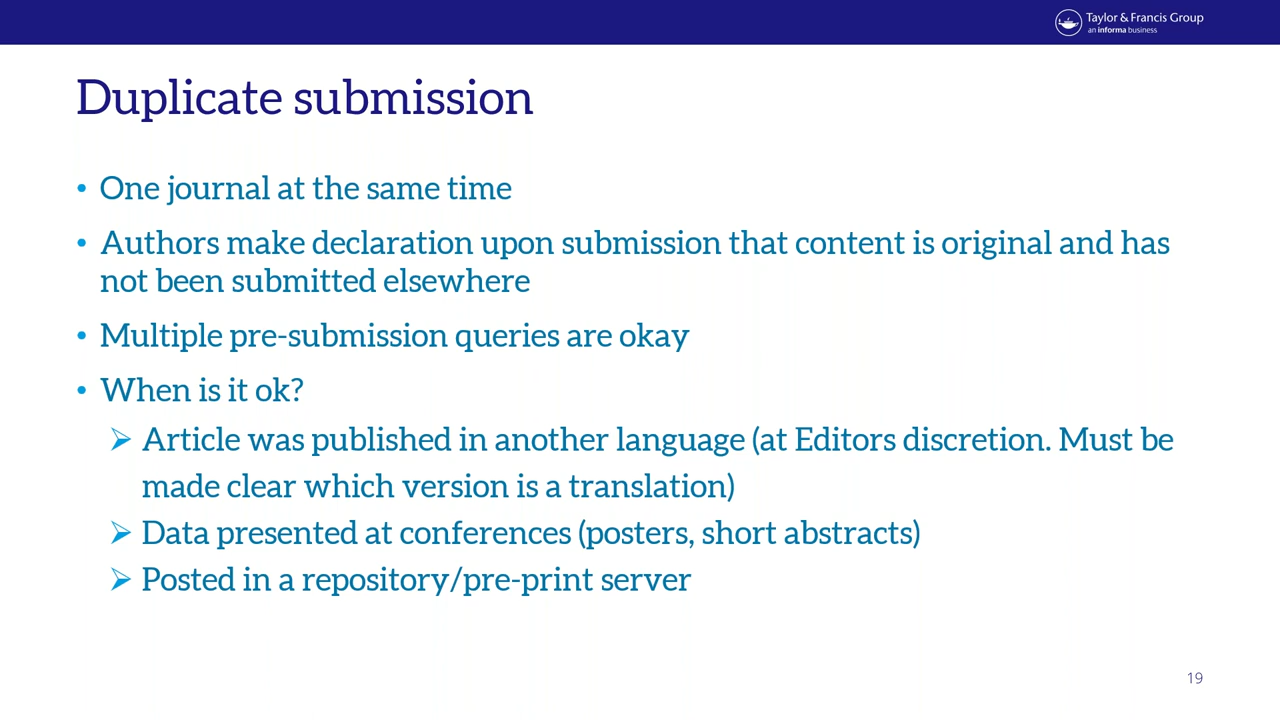 Taylor & Francis Group
an informa business
Duplicate submission
• One journal at the same time
• Authors make declaration upon submission that content is original and has
not been submitted elsewhere
• Multiple pre-submission queries are okay
• When is it ok?
➢ Article was published in another language (at Editors discretion. Must be
made clear which version is a translation)
➢ Data presented at conferences (posters, short abstracts)
➢ Posted in a repository/pre-print server
19